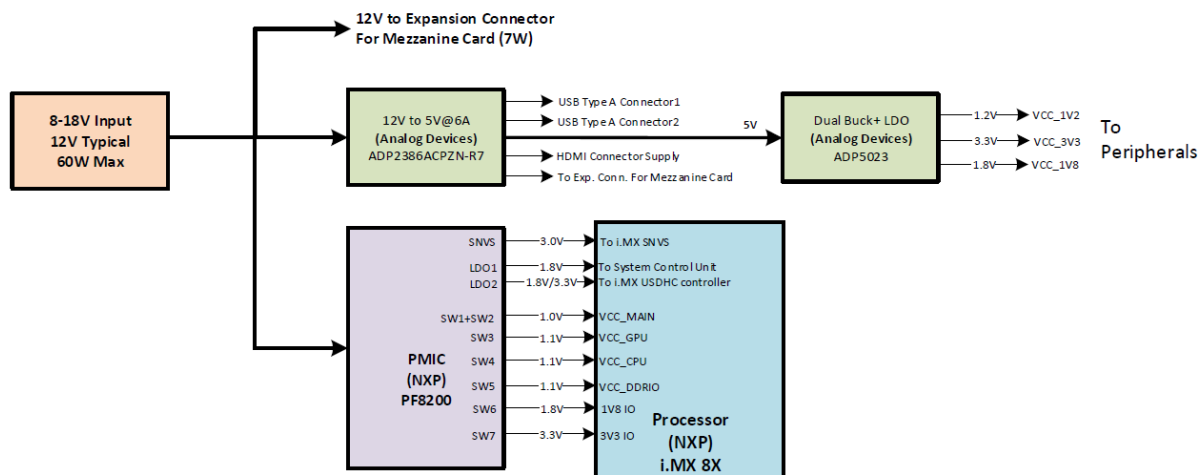 12V to Expansion Connector
For Mezzanine Card (7W)
8-18V Input
12V Typical
60W Max
12V to 5V@6A
(Analog Devices)
ADP2386ACPZN-R7
USB Type A Connector1
USB Type A Connector2
HDMI Connector Supply
To Exp. Conn. For Mezzanine Card
5V
Dual Buck+ LDO
(Analog Devices)
ADP5023
1.2V VCC_1V2
3.3V VCC_3V3
1.8V VCC_1V8
To
Peripherals
PMIC
(NXP)
PF8200
SNVS 3.0V To i.MX SNVS
LDO1 1.8V To System Control Unit
LDO2 1.8V/3.3V To i.MX USDHC controller
SW1+SW2 1.0V VCC_MAIN
SW3 1.1V VCC_GPU
SW4 1.1V VCC_CPU
SW5 1.1V VCC_DDRIO
SW6 1.8V 1V8 IO
SW7 3.3V 3V3 IO
Processor
(NXP)
i.MX 8X